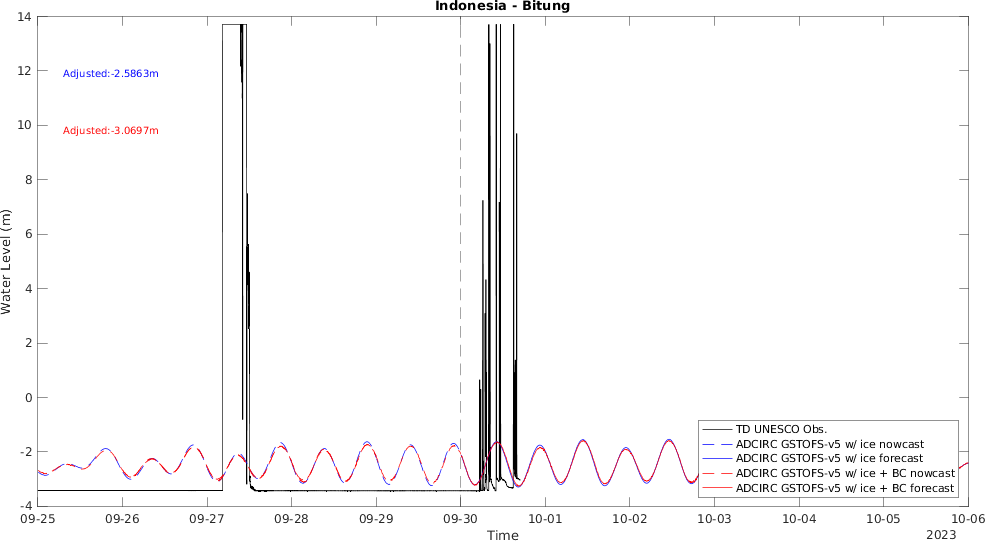 Indonesia - Bitung
14
12
10
8
6
4
2
0
-2
-4
Water Level (m)
Adjusted:-2.5863m
Adjusted:-3.0697m
TD UNESCO Obs.
ADCIRC GSTOFS-v5 w/ ice nowcast
ADCIRC GSTOFS-v5 w/ ice forecast
ADCIRC GSTOFS-v5 w/ ice + BC nowcast
ADCIRC GSTOFS-v5 w/ ice + BC forecast
09-25 09-26 09-27 09-28 09-29 09-30 10-01 10-02 10-03 10-04 10-05 10-06
Time
2023